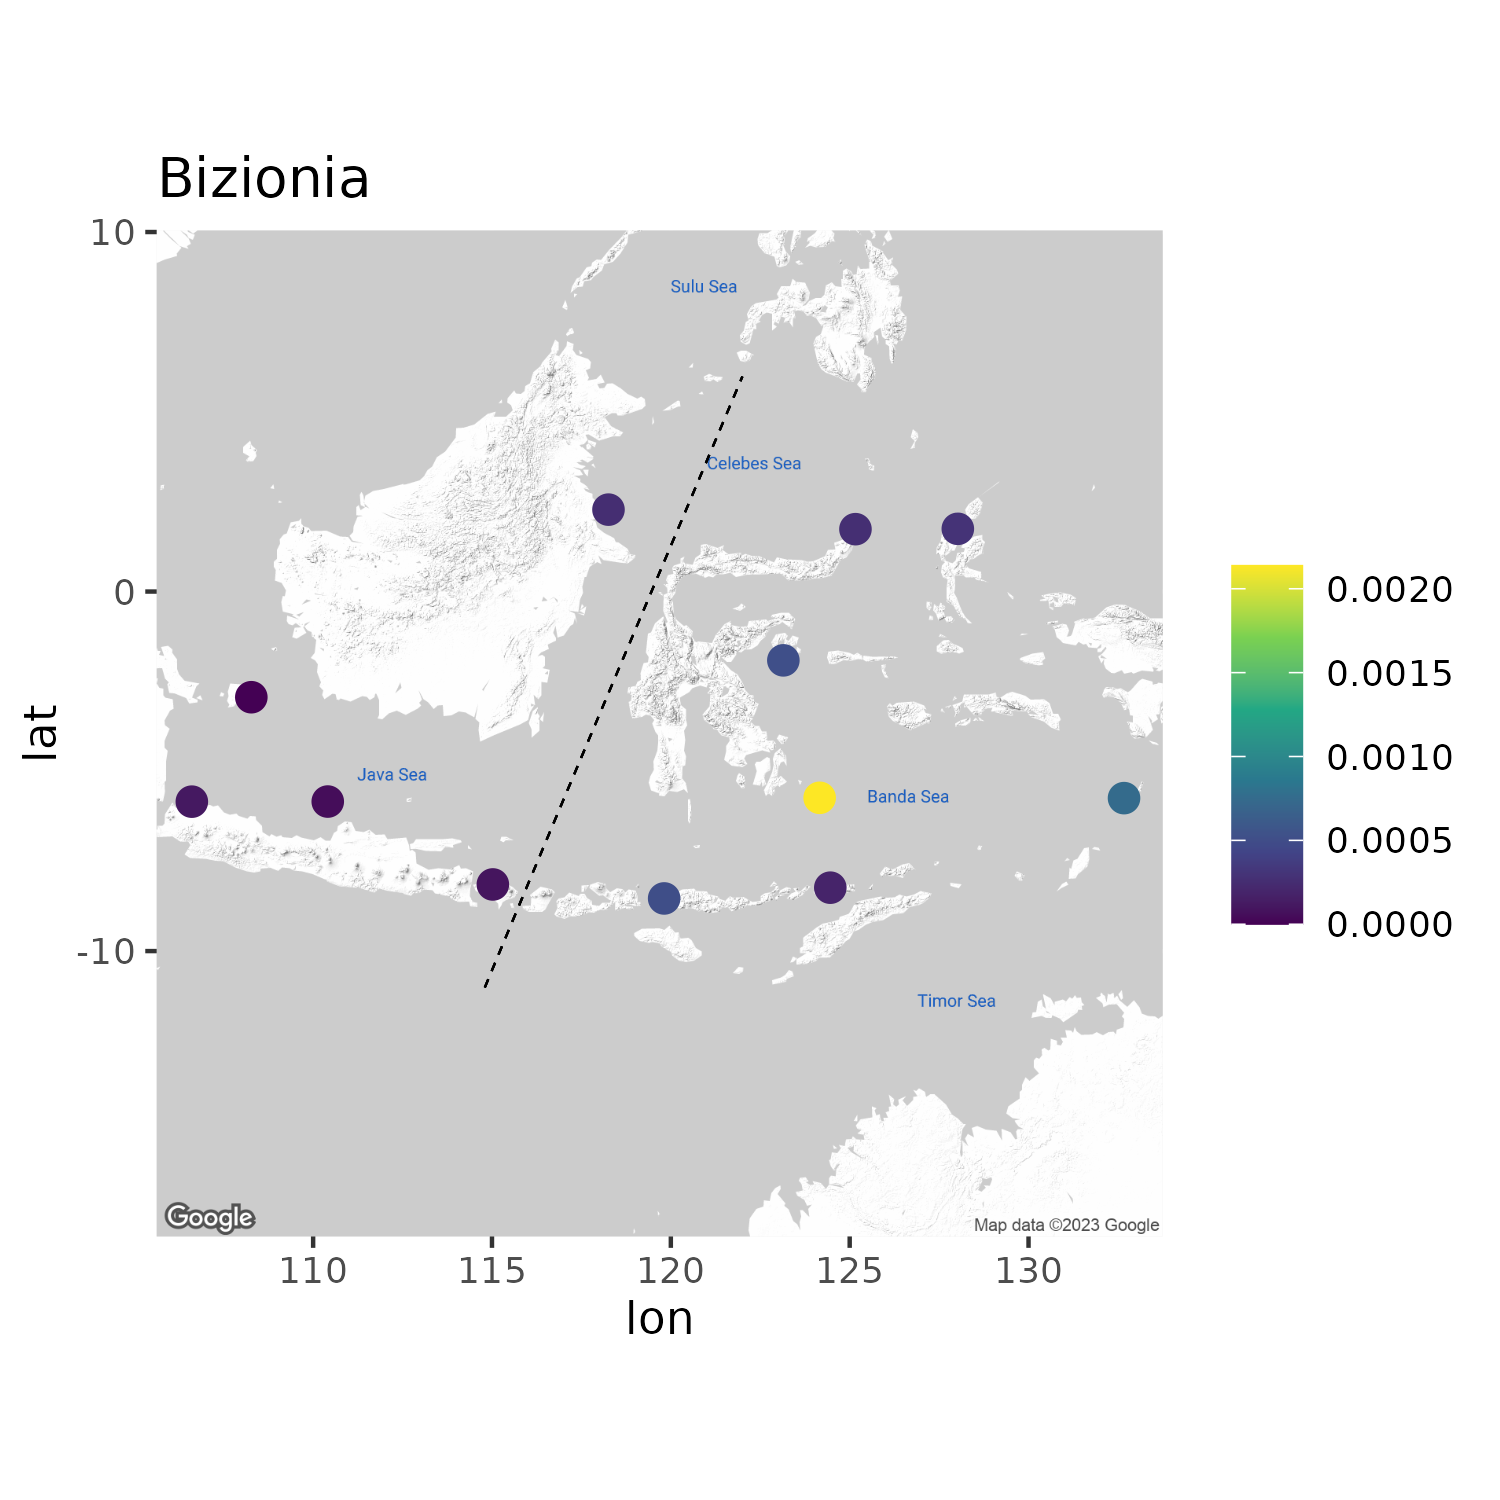 Bizionia
10
0
-10
lat
Sulu Sea
Celebes Sea
Java Sea
Banda Sea
Timor Sea
Google
Map data ©2023 Google
110
115
120
125
130
lon
0.0020
0.0015
0.0010
0.0005
0.0000